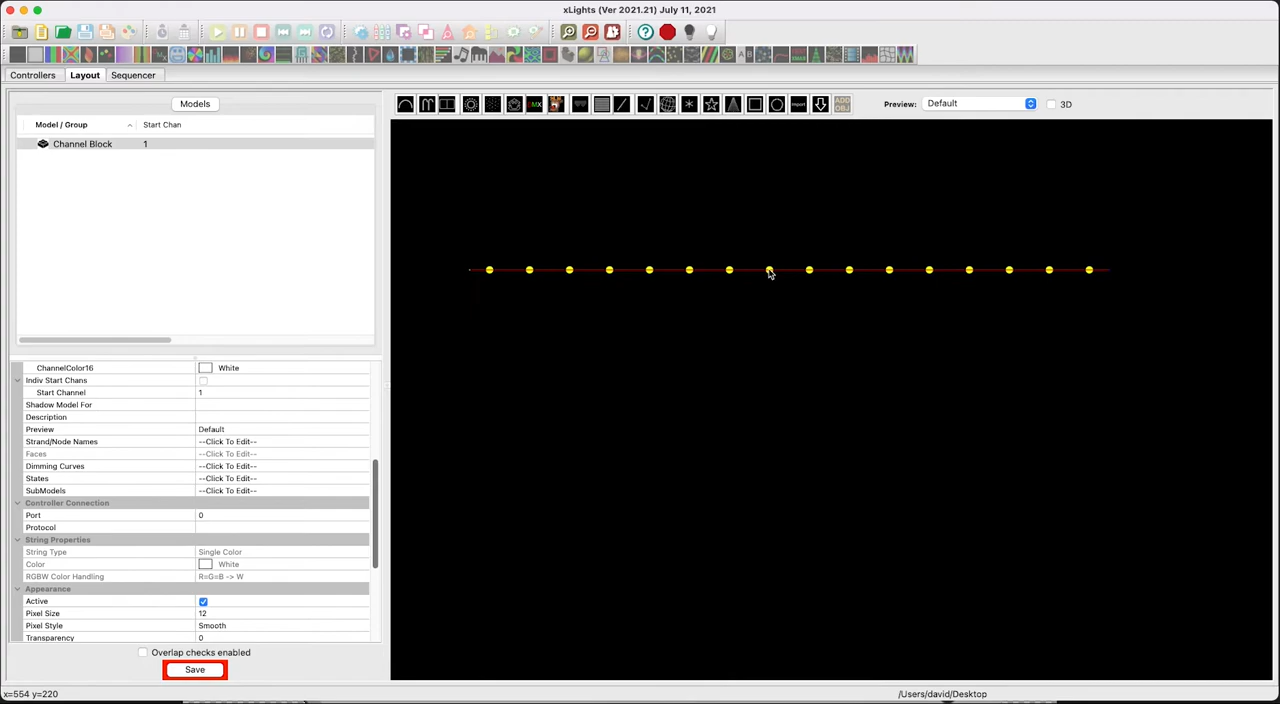 xLights (Ver 2021.21) July 11, 2021
Controllers Layout Sequencer
Models
Model / Group Start Chan
Channel Block 1
Preview: Default 3D
ChannelColor16 White
Indiv Start Chans
Start Channel 1
Shadow Model For
Description
Preview Default
Strand/Node Names --Click To Edit--
Faces --Click To Edit--
Dimming Curves --Click To Edit--
States --Click To Edit--
SubModels --Click To Edit--
Controller Connection
Port 0
Protocol
String Properties
String Type Single Color
Color White
RGBW Color Handling R=G=B -> W
Appearance
Active
Pixel Size 12
Pixel Style Smooth
Transparency 0
Overlap checks enabled
Save
x=554 y=220 /Users/david/Desktop
DMX
Import
ADD OBJ